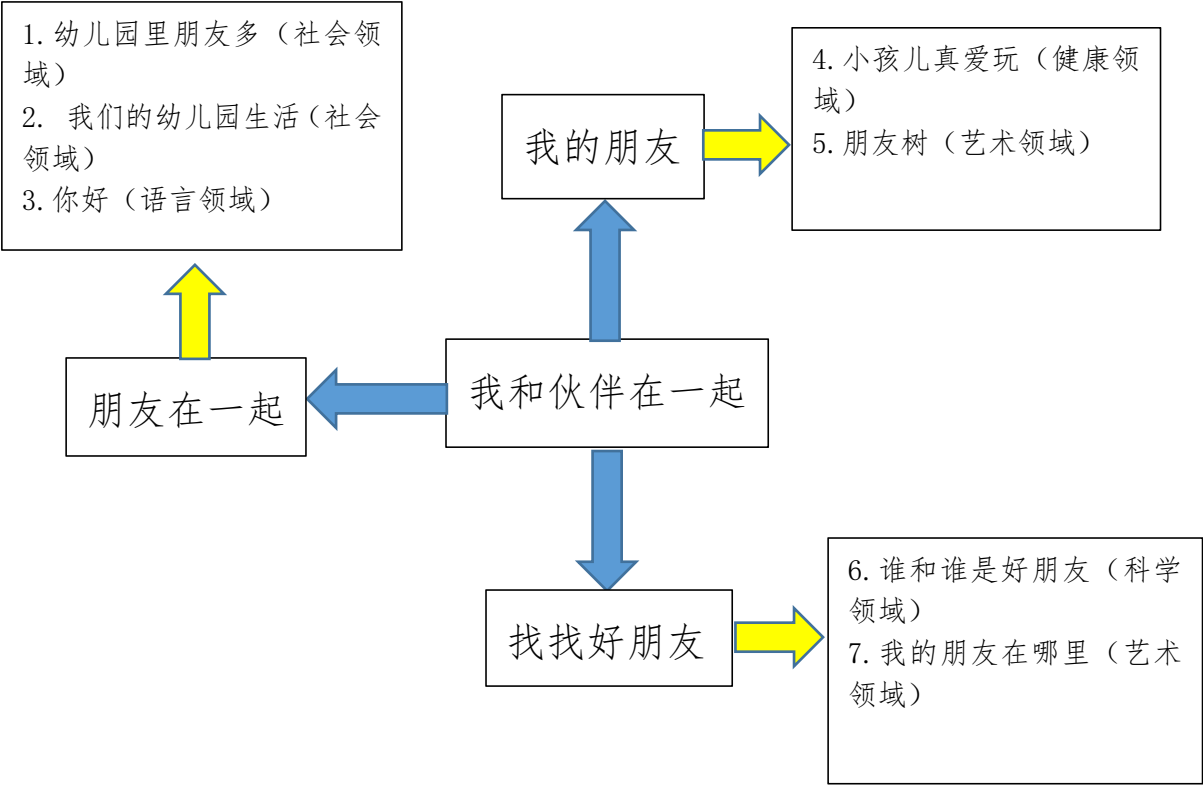 1.幼儿园里朋友多（社会领
域）
2. 我们的幼儿园生活（社会
领域）
3.你好（语言领域）
我的朋友
4.小孩儿真爱玩（健康领
域）
5.朋友树（艺术领域）
朋友在一起
我和伙伴在一起
找找好朋友
6.谁和谁是好朋友（科学
领域）
7.我的朋友在哪里（艺术
领域）